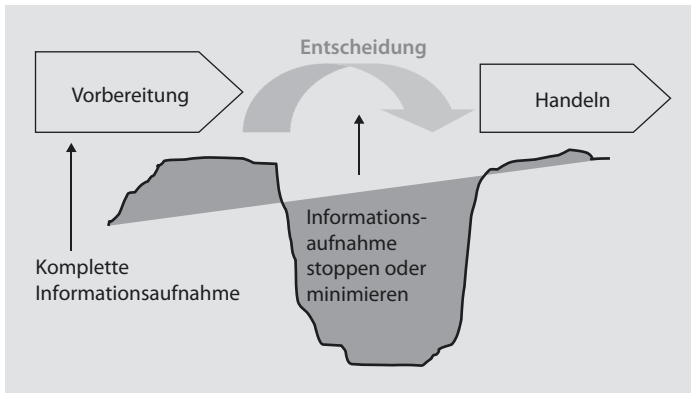 Entscheidung
Vorbereitung
Handeln
Informations-
aufnahme
stoppen oder
minimieren
Komplette
Informationsaufnahme